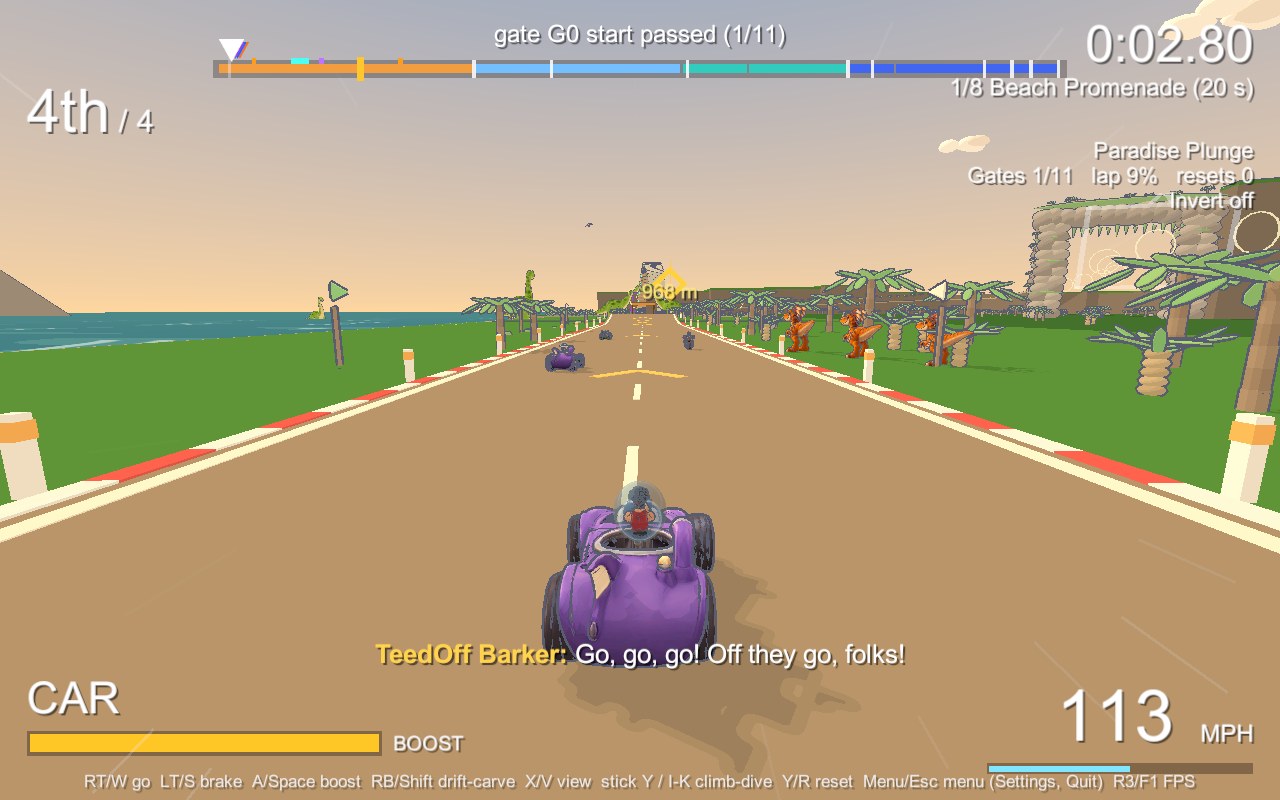 gate G0 start passed (1/11)
0:02.80
1/8 Beach Promenade (20 s)
4th / 4
Paradise Plunge
Gates 1/11 lap 9% resets 0
Invert off
968 m
TeedOff Barker: Go, go, go! Off they go, folks!
CAR
BOOST
113 MPH
RT/W go LT/S brake A/Space boost RB/Shift drift-carve X/V view stick Y / I-K climb-dive Y/R reset Menu/Esc menu (Settings, Quit) R3/F1 FPS